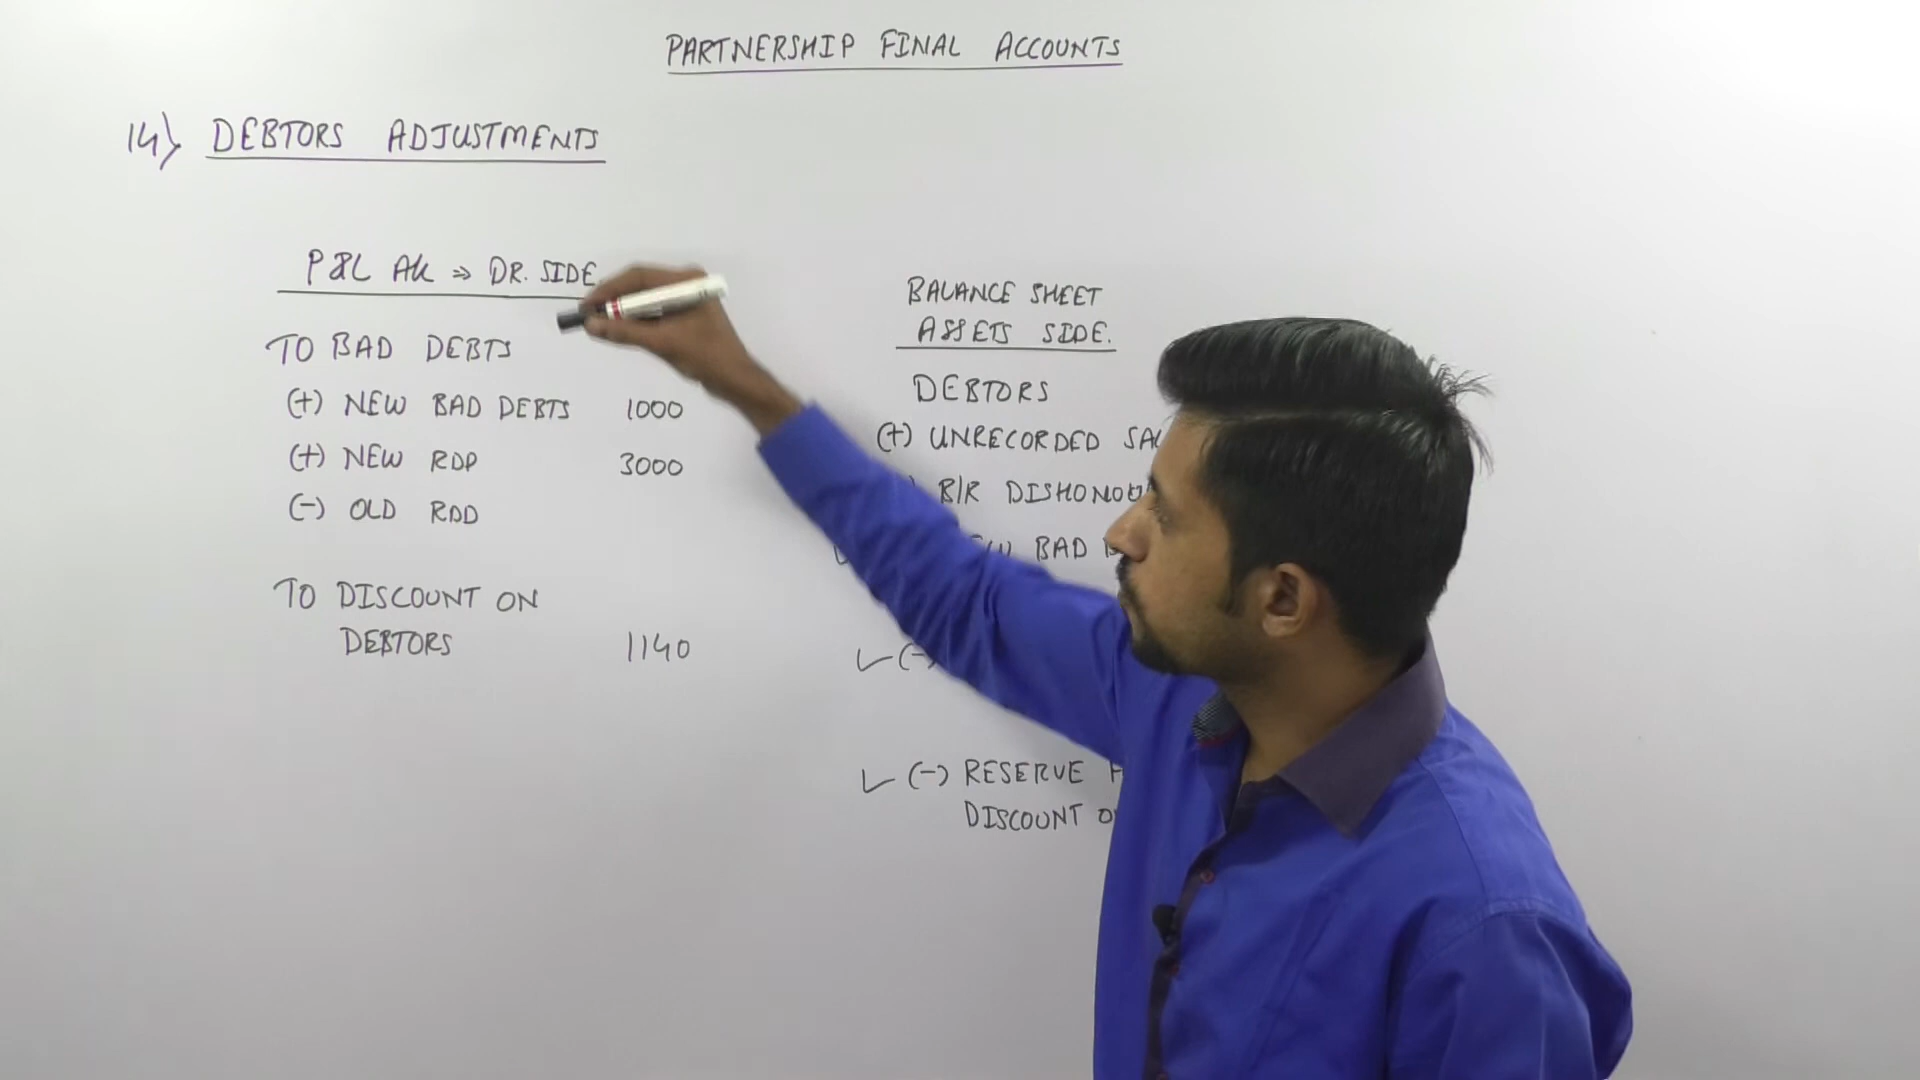 PARTNERSHIP FINAL ACCOUNTS
14) DEBTORS ADJUSTMENTS
P&L A/c ⇒ DR. SIDE
TO BAD DEBTS
(+) NEW BAD DEBTS 1000
(+) NEW RDD 3000
(-) OLD RDD
TO DISCOUNT ON
DEBTORS 1140
BALANCE SHEET
ASSETS SIDE.
DEBTORS
(+) UNRECORDED
B/R
BAD
(-)
(-) RESERVE
DISCOUNT